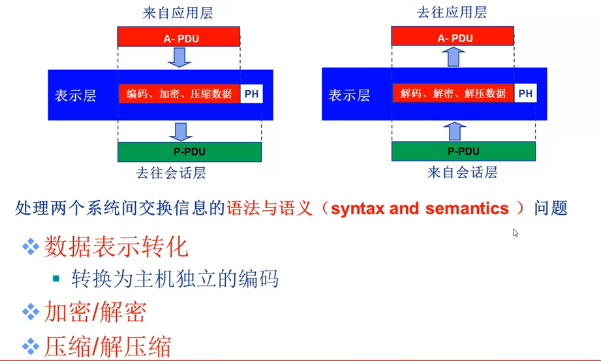 来自应用层
去往应用层
A- PDU
A- PDU
表示层
编码、加密、压缩数据
PH
表示层
解码、解密、解压数据
PH
P-PDU
P-PDU
去往会话层
来自会话层
处理两个系统间交换信息的语法与语义（syntax and semantics ）问题
数据表示转化
转换为主机独立的编码
加密/解密
压缩/解压缩